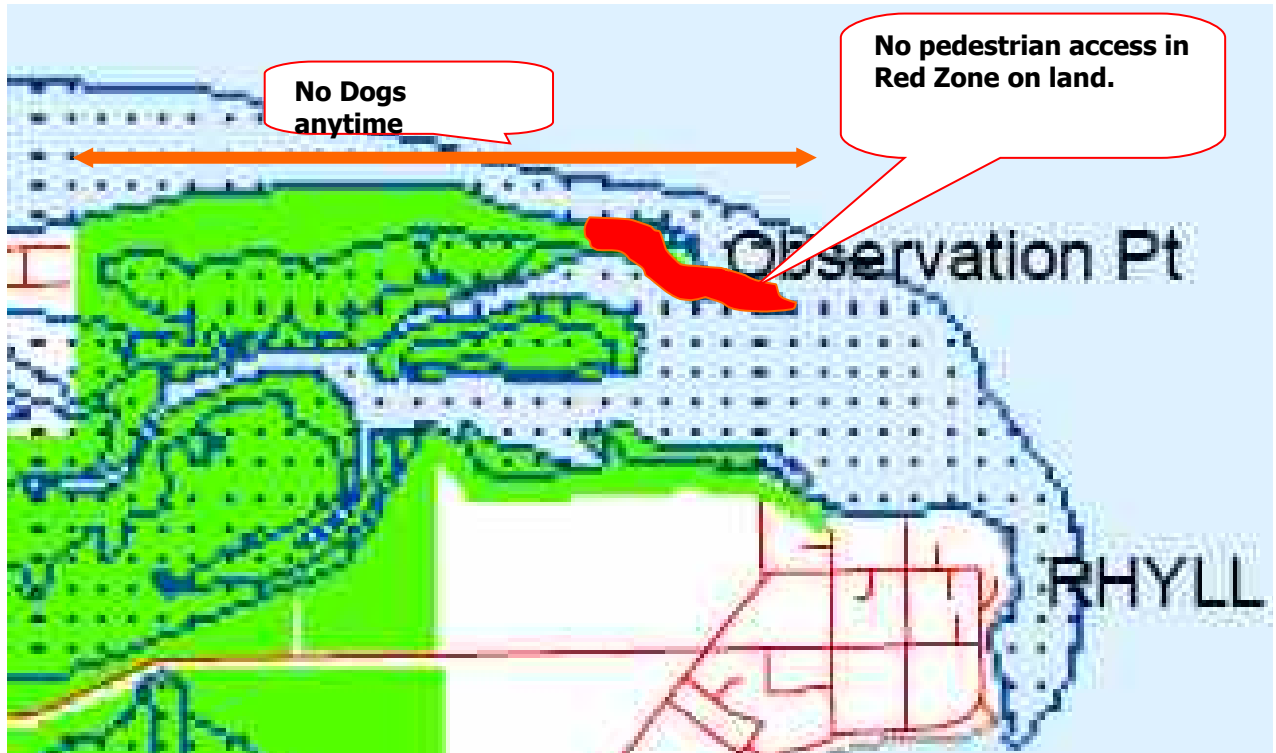 No Dogs
anytime
No pedestrian access in
Red Zone on land.
Observation Pt
RHYLL